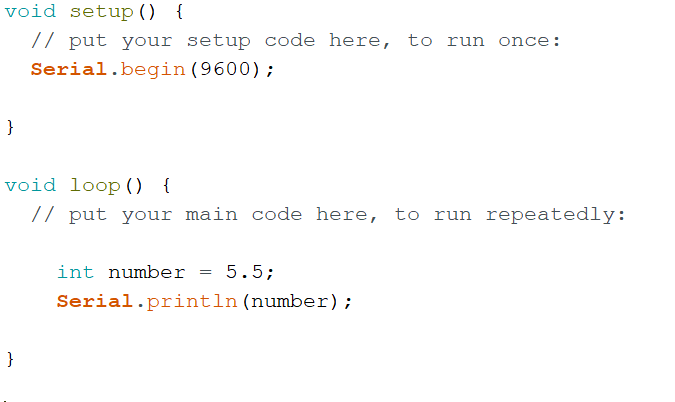 void setup() {
  // put your setup code here, to run once:
  Serial.begin(9600);
}
void loop() {
  // put your main code here, to run repeatedly:
    int number = 5.5;
    Serial.println(number);
}